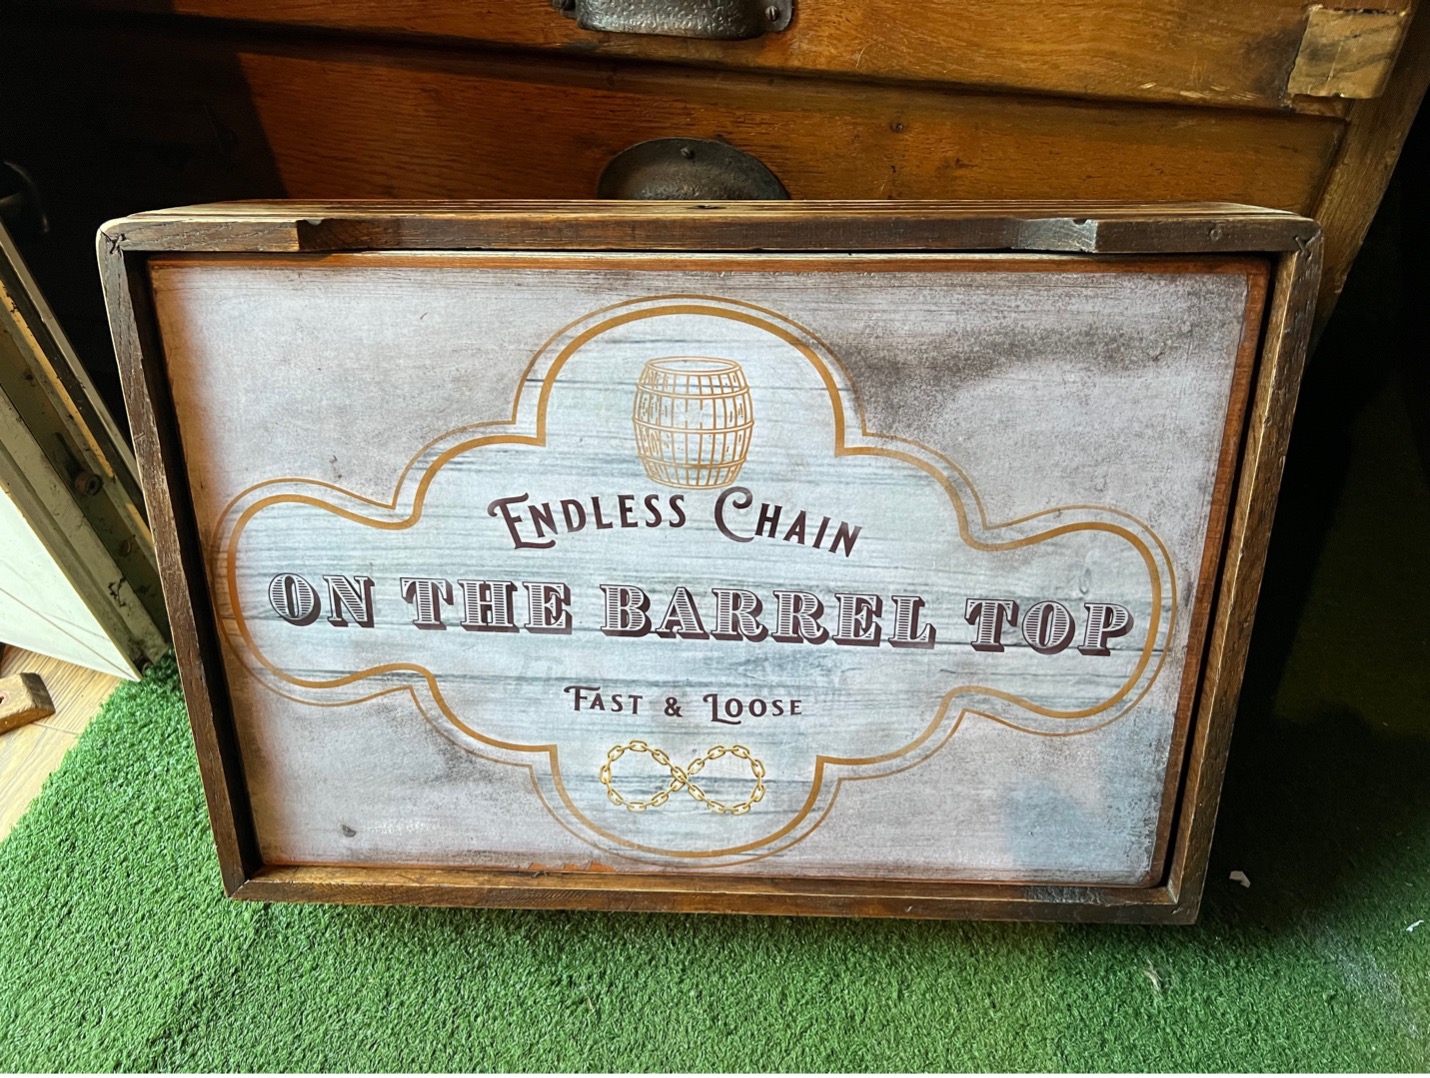 Endless Chain
ON THE BARREL TOP
Fast & Loose